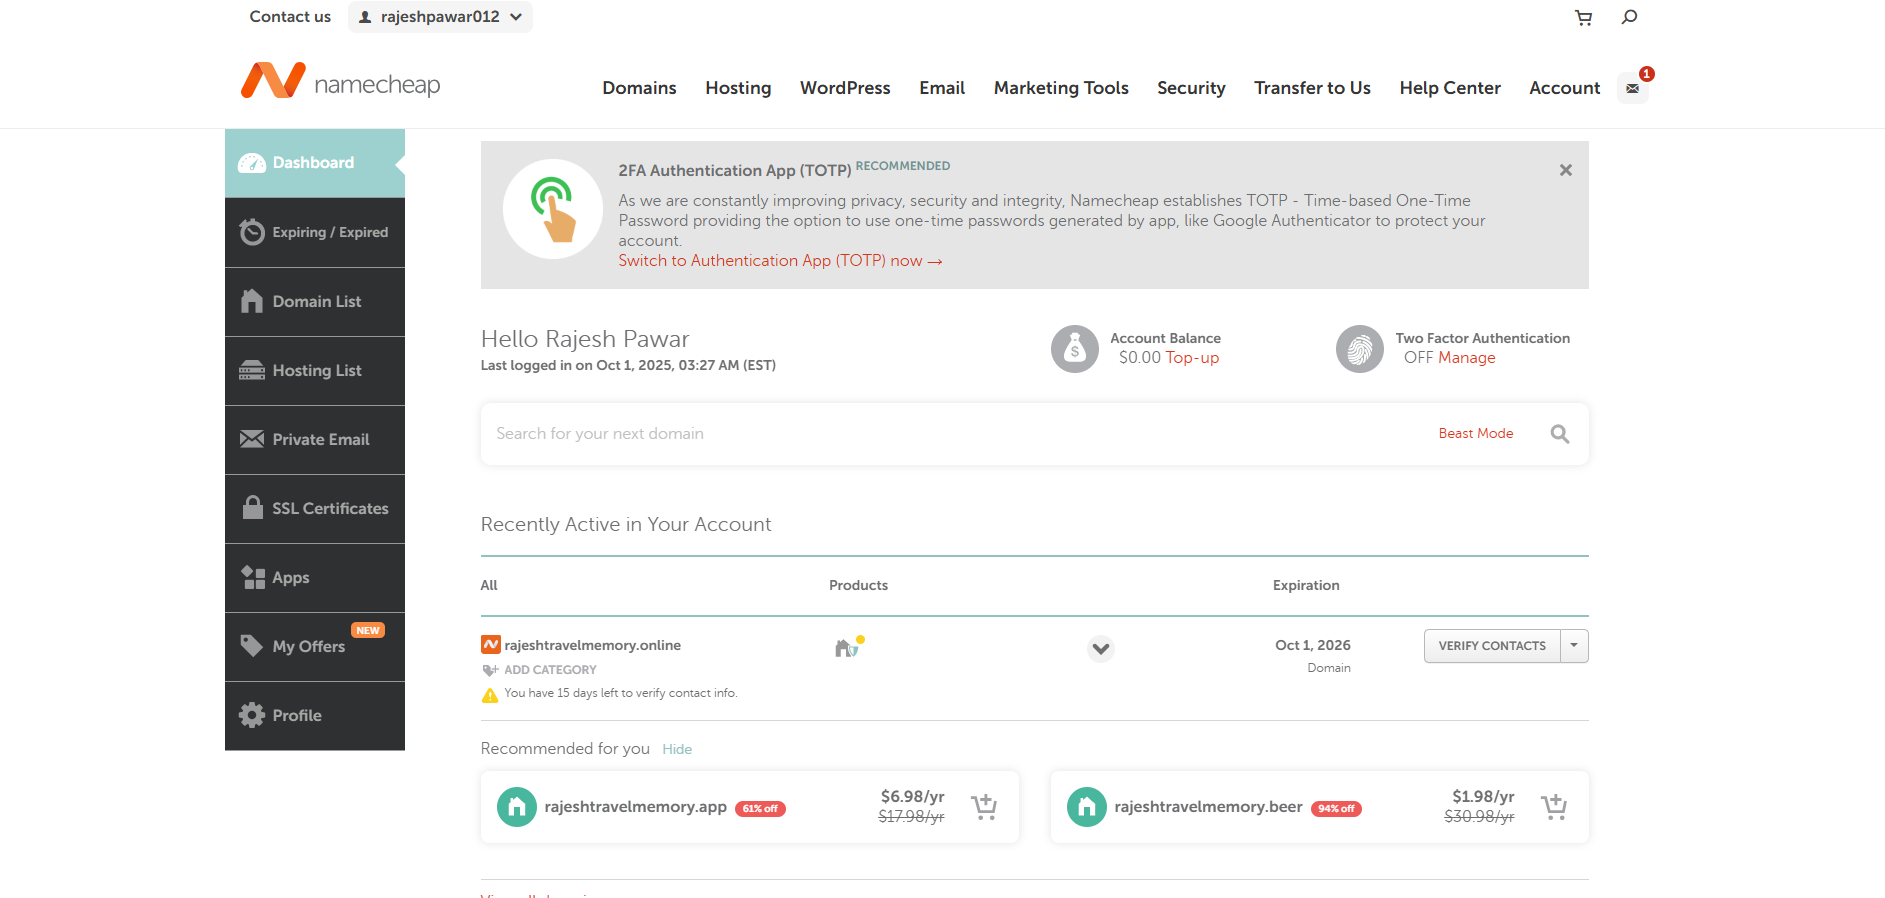 Contact us
rajeshpawar012
namecheap
Domains
Hosting
WordPress
Email
Marketing Tools
Security
Transfer to Us
Help Center
Account
1
Dashboard
Expiring / Expired
Domain List
Hosting List
Private Email
SSL Certificates
Apps
NEW
My Offers
Profile
2FA Authentication App (TOTP) RECOMMENDED
As we are constantly improving privacy, security and integrity, Namecheap establishes TOTP - Time-based One-Time
Password providing the option to use one-time passwords generated by app, like Google Authenticator to protect your
account.
Switch to Authentication App (TOTP) now →
Hello Rajesh Pawar
Last logged in on Oct 1, 2025, 03:27 AM (EST)
Account Balance
$0.00 Top-up
Two Factor Authentication
OFF Manage
Search for your next domain
Beast Mode
Recently Active in Your Account
All
Products
Expiration
rajeshtravelmemory.online
ADD CATEGORY
You have 15 days left to verify contact info.
Oct 1, 2026
Domain
VERIFY CONTACTS
Recommended for you Hide
rajeshtravelmemory.app 61% off
$6.98/yr
$17.98/yr
rajeshtravelmemory.beer 94% off
$1.98/yr
$30.98/yr